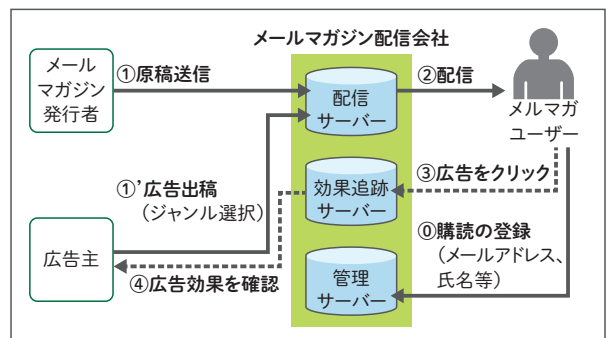 メールマガジン配信会社
メール
マガジン
発行者
①原稿送信
配信
サーバー
②配信
メルマガ
ユーザー
①’広告出稿
（ジャンル選択）
効果追跡
サーバー
③広告をクリック
広告主
④広告効果を確認
管理
サーバー
⓪購読の登録
（メールアドレス、
氏名等）